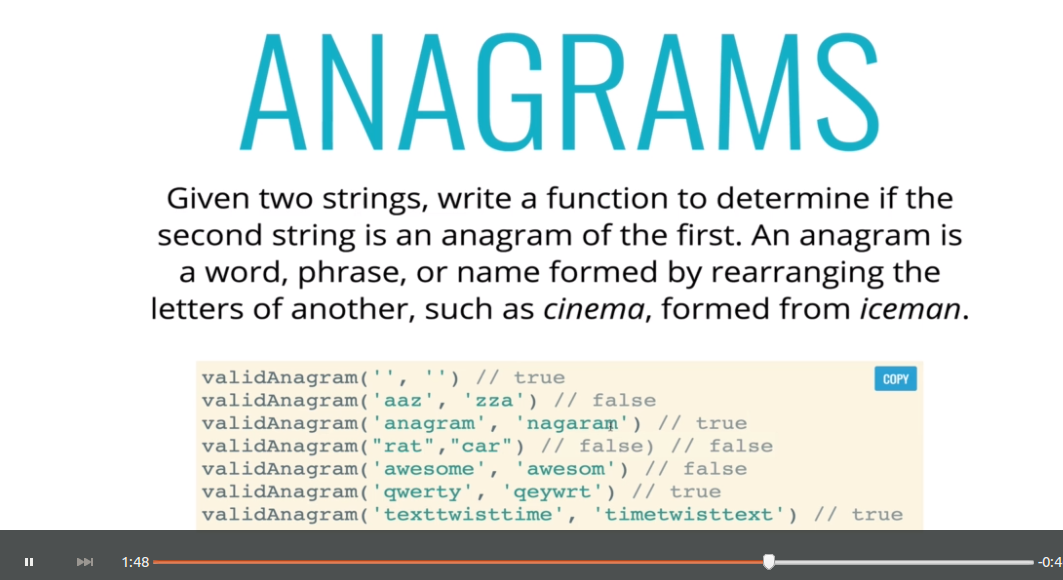 ANAGRAMS
Given two strings, write a function to determine if the
second string is an anagram of the first. An anagram is
a word, phrase, or name formed by rearranging the
letters of another, such as cinema, formed from iceman.
validAnagram('', '') // true
COPY
validAnagram('aaz', 'zza') // false
validAnagram('anagram', 'nagaram') // true
validAnagram("rat","car") // false) // false
validAnagram('awesome', 'awesom') // false
validAnagram('qwerty', 'qeywrt') // true
validAnagram('texttwisttime', 'timetwisttext') // true
1:48